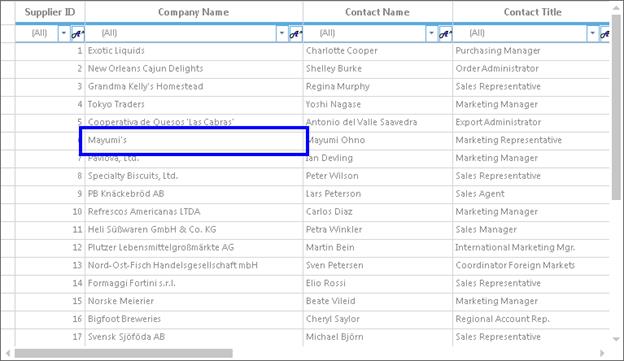 Supplier ID Company Name Contact Name Contact Title
(All) (All) (All) (All)
1 Exotic Liquids Charlotte Cooper Purchasing Manager
2 New Orleans Cajun Delights Shelley Burke Order Administrator
3 Grandma Kelly's Homestead Regina Murphy Sales Representative
4 Tokyo Traders Yoshi Nagase Marketing Manager
5 Cooperativa de Quesos 'Las Cabras' Antonio del Valle Saavedra Export Administrator
6 Mayumi's Mayumi Ohno Marketing Representative
7 Pavlova, Ltd. Ian Devling Marketing Manager
8 Specialty Biscuits, Ltd. Peter Wilson Sales Representative
9 PB Knäckebröd AB Lars Peterson Sales Agent
10 Refrescos Americanas LTDA Carlos Diaz Marketing Manager
11 Heli Süßwaren GmbH & Co. KG Petra Winkler Sales Manager
12 Plutzer Lebensmittelgroßmärkte AG Martin Bein International Marketing Mgr.
13 Nord-Ost-Fisch Handelsgesellschaft mbH Sven Petersen Coordinator Foreign Markets
14 Formaggi Fortini s.r.l. Elio Rossi Sales Representative
15 Norske Meierier Beate Vileid Marketing Manager
16 Bigfoot Breweries Cheryl Saylor Regional Account Rep.
17 Svensk Sjöföda AB Michael Björn Sales Representative